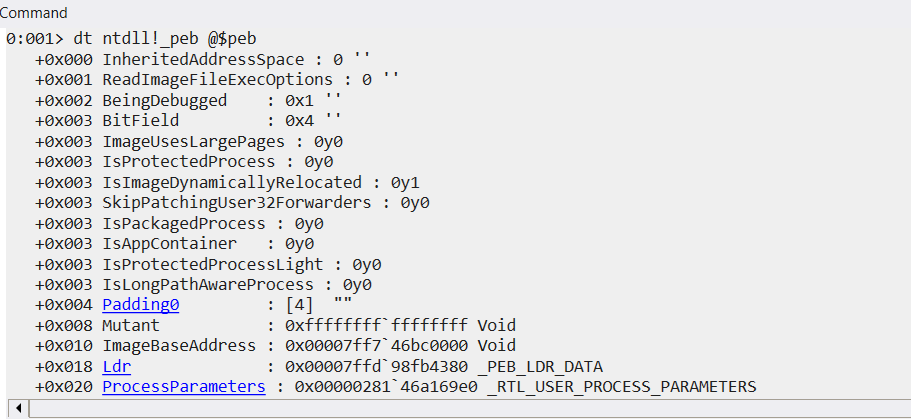 Command
0:001> dt ntdll!_peb @$peb
+0x000 InheritedAddressSpace : 0 ''
+0x001 ReadImageFileExecOptions : 0 ''
+0x002 BeingDebugged    : 0x1 ''
+0x003 BitField         : 0x4 ''
+0x003 ImageUsesLargePages : 0y0
+0x003 IsProtectedProcess : 0y0
+0x003 IsImageDynamicallyRelocated : 0y1
+0x003 SkipPatchingUser32Forwarders : 0y0
+0x003 IsPackagedProcess : 0y0
+0x003 IsAppContainer   : 0y0
+0x003 IsProtectedProcessLight : 0y0
+0x003 IsLongPathAwareProcess : 0y0
+0x004 Padding0         : [4]  ""
+0x008 Mutant           : 0xffffffff`ffffffff Void
+0x010 ImageBaseAddress : 0x00007ff7`46bc0000 Void
+0x018 Ldr              : 0x00007ffd`98fb4380 _PEB_LDR_DATA
+0x020 ProcessParameters : 0x00000281`46a169e0 _RTL_USER_PROCESS_PARAMETERS